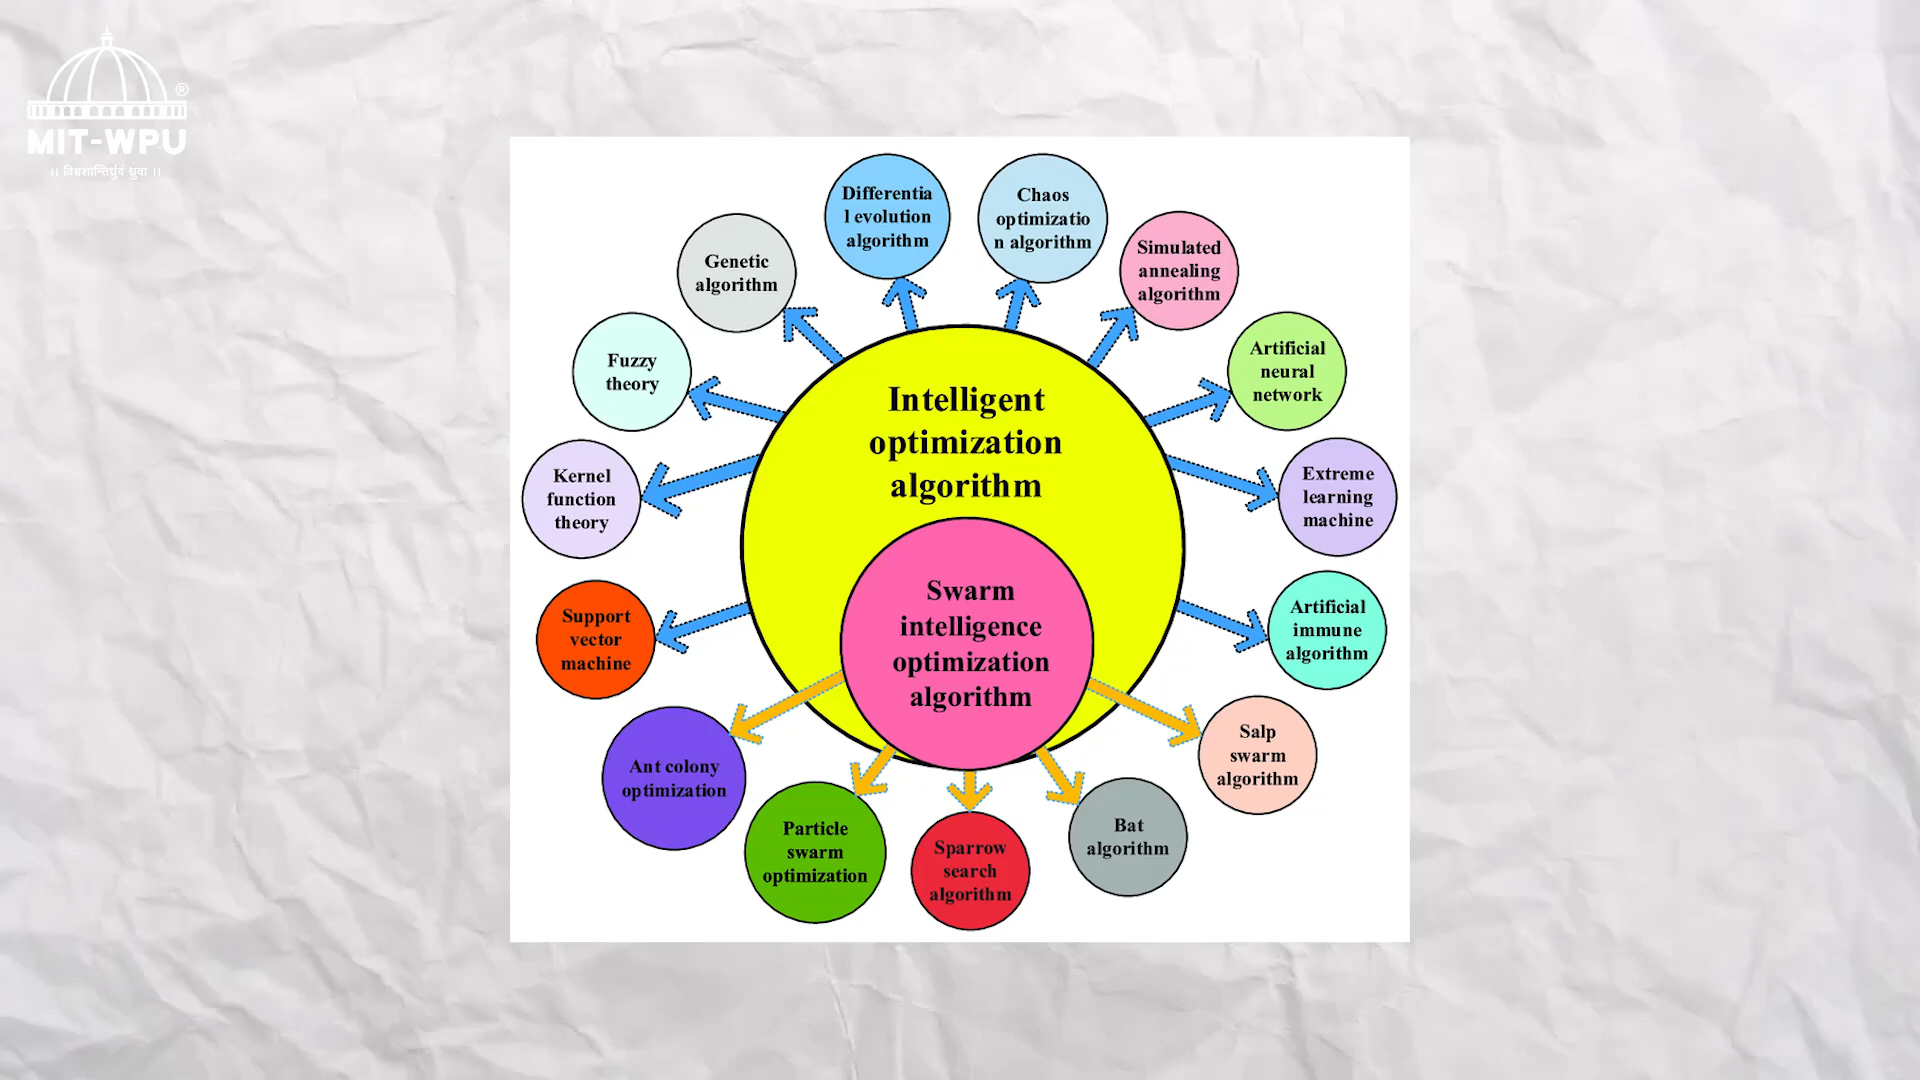 ®
MIT-WPU
।। विश्वशान्तिर्ध्रुवं ध्रुवा ।।
Differentia
l evolution
algorithm
Chaos
optimizatio
n algorithm
Genetic
algorithm
Simulated
annealing
algorithm
Fuzzy
theory
Artificial
neural
network
Intelligent
optimization
algorithm
Kernel
function
theory
Extreme
learning
machine
Support
vector
machine
Swarm
intelligence
optimization
algorithm
Artificial
immune
algorithm
Ant colony
optimization
Particle
swarm
optimization
Sparrow
search
algorithm
Bat
algorithm
Salp
swarm
algorithm